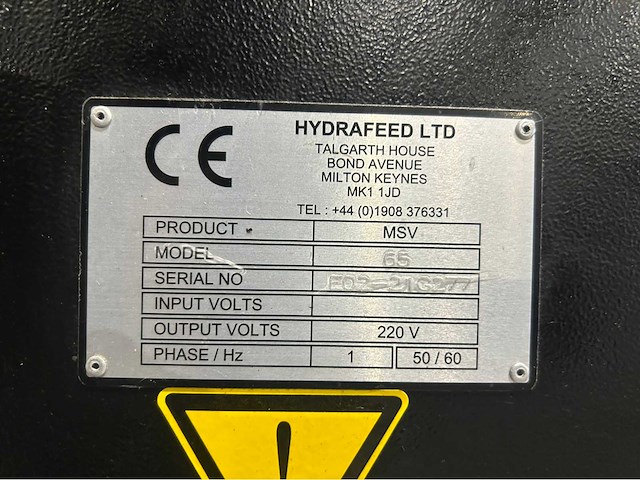 CE
HYDRAFEED LTD
TALGARTH HOUSE
BOND AVENUE
MILTON KEYNES
MK1 1JD
TEL : +44 (0)1908 376331
PRODUCT MSV
MODEL 65
SERIAL NO
INPUT VOLTS
OUTPUT VOLTS 220 V
PHASE / Hz 1 50 / 60
!